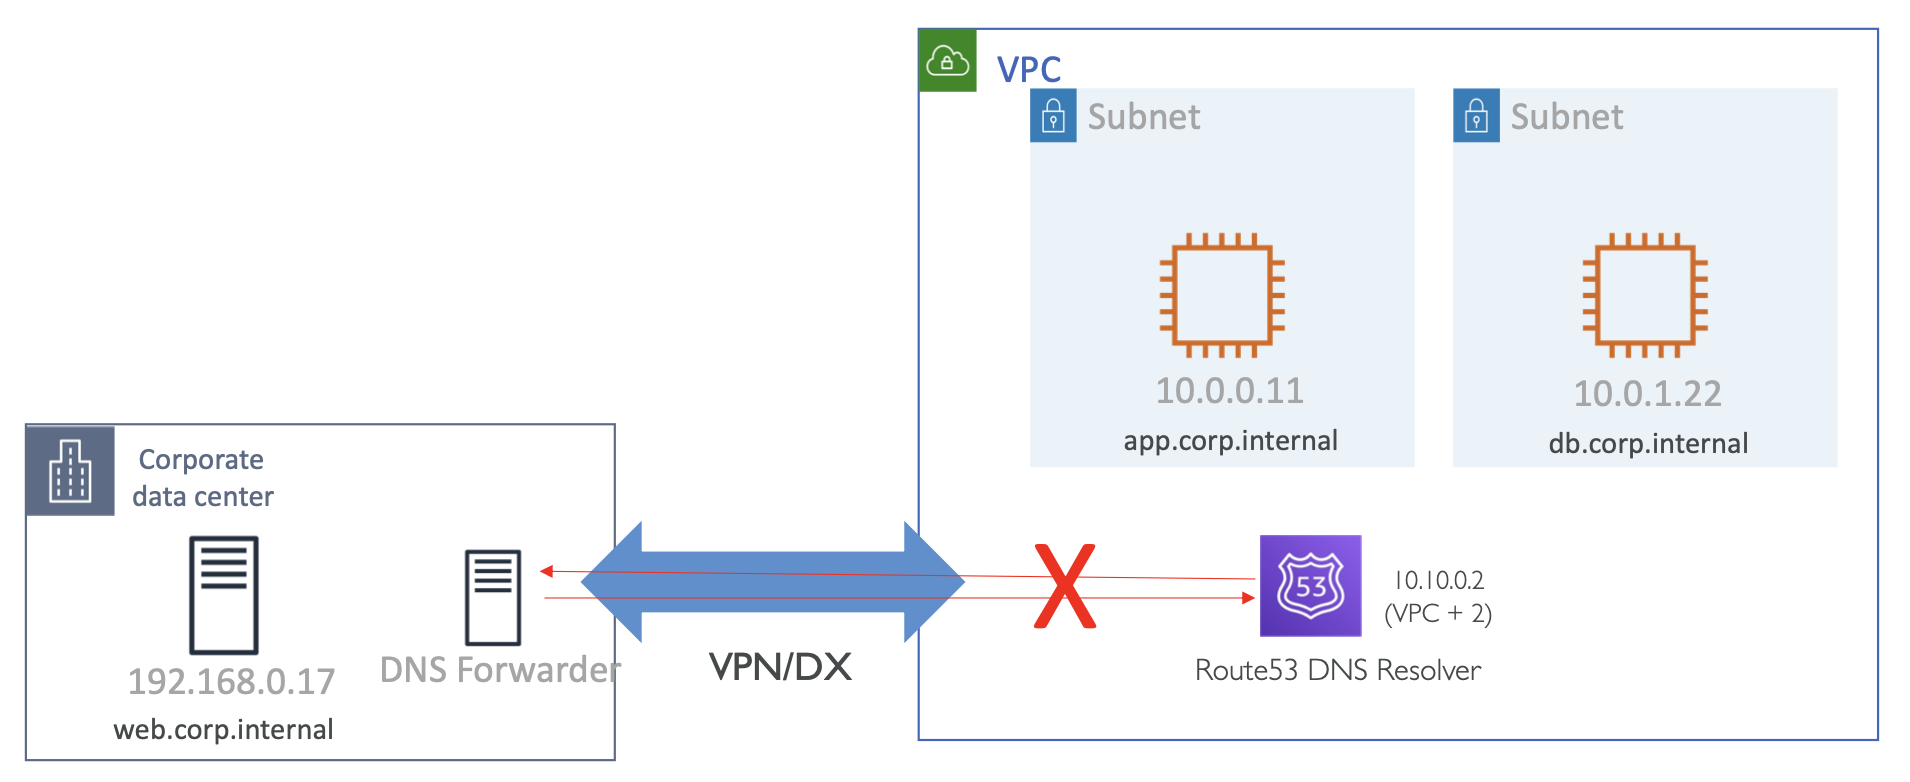 VPC
Subnet
Subnet
10.0.0.11
app.corp.internal
10.0.1.22
db.corp.internal
Corporate
data center
192.168.0.17
web.corp.internal
DNS Forwarder
VPN/DX
X
53
10.10.0.2
(VPC + 2)
Route53 DNS Resolver